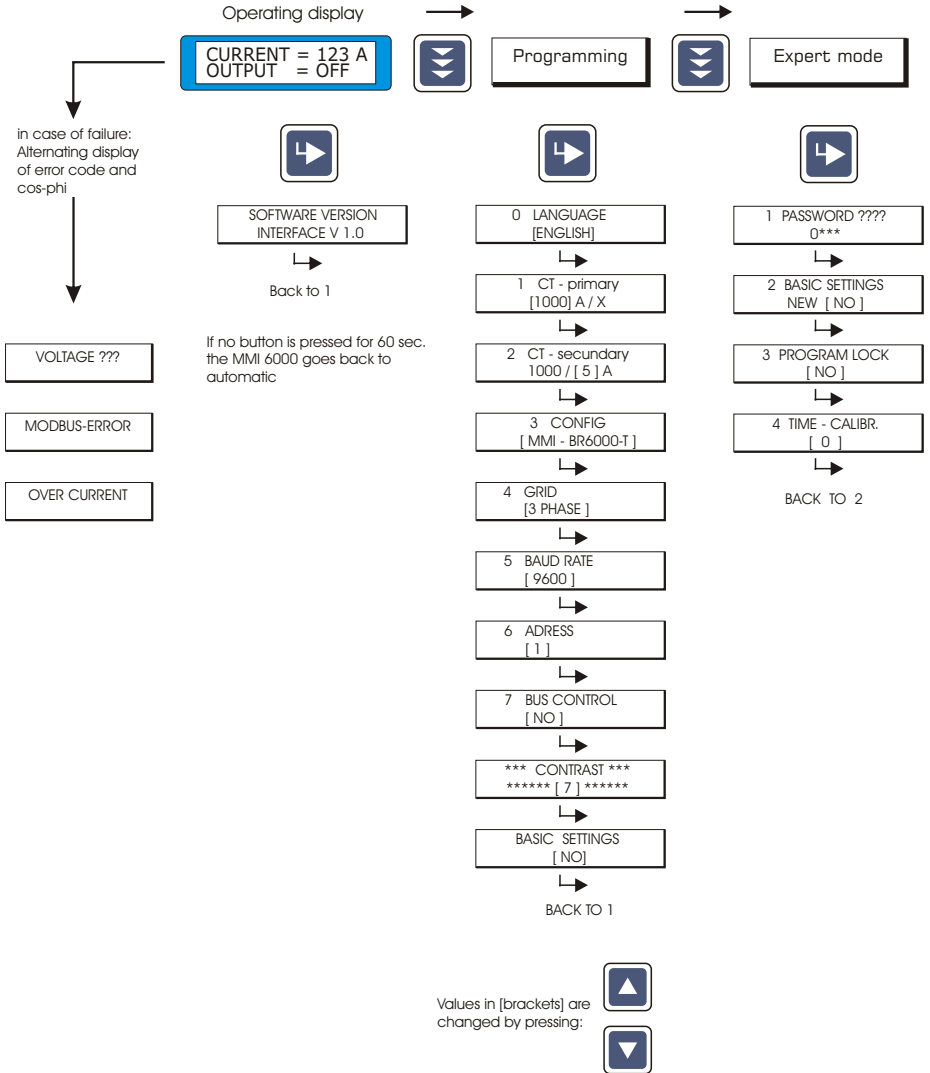 Operating display
CURRENT = 123 A
OUTPUT = OFF
Programming
Expert mode
in case of failure:
Alternating display
of error code and
cos-phi
VOLTAGE ???
MODBUS-ERROR
OVER CURRENT
SOFTWARE VERSION
INTERFACE V 1.0
Back to 1
If no button is pressed for 60 sec.
the MMI 6000 goes back to
automatic
0 LANGUAGE
[ENGLISH]
1 CT - primary
[1000] A / X
2 CT - secundary
1000 / [ 5 ] A
3 CONFIG
[ MMI - BR6000-T ]
4 GRID
[3 PHASE ]
5 BAUD RATE
[ 9600 ]
6 ADRESS
[ 1 ]
7 BUS CONTROL
[ NO ]
*** CONTRAST ***
****** [ 7 ] ******
BASIC SETTINGS
[ NO]
BACK TO 1
1 PASSWORD ????
0***
2 BASIC SETTINGS
NEW [ NO ]
3 PROGRAM LOCK
[ NO ]
4 TIME - CALIBR.
[ 0 ]
BACK TO 2
Values in [brackets] are
changed by pressing: